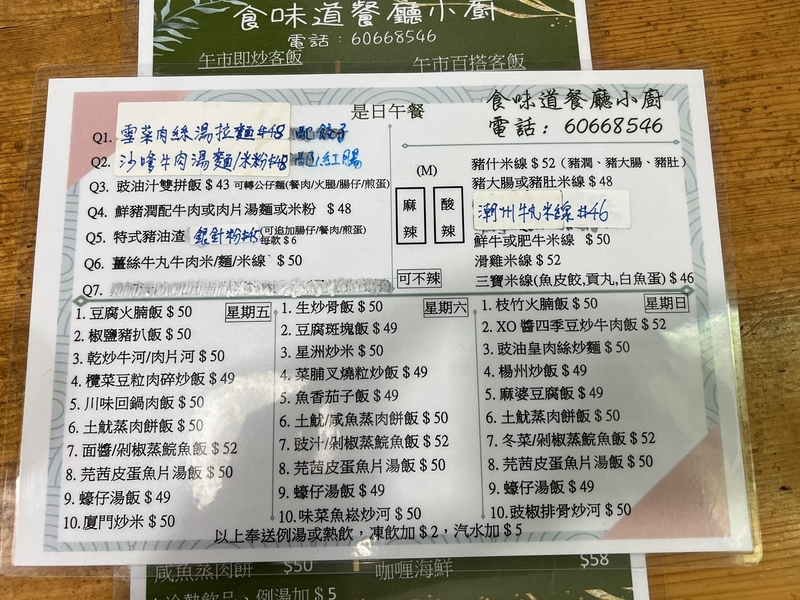 食味道餐廳小廚
電話：60668546
午市即炒客飯
午市百搭客飯
是日午餐
食味道餐廳小廚
電話：60668546
Q1. 雪菜肉絲湯拉麵 $48 配餃子
Q2. 沙嗲牛肉湯麵/米粉 $48 配紅腸
Q3. 豉油汁雙拼飯 $ 43 可轉公仔麵(餐肉/火腿/腸仔/煎蛋)
Q4. 鮮豬潤配牛肉或肉片湯麵或米粉 $ 48
Q5. 特式豬油渣 銀針粉 (可追加腸仔/餐肉/煎蛋) 每款 $ 6
Q6. 薑絲牛丸牛肉米/麵/米線 $ 50
Q7.
(M)
麻辣
酸辣
可不辣
豬什米線 $ 52 (豬潤、豬大腸、豬肚)
豬大腸或豬肚米線 $ 48
潮州牛丸米線 $46
鮮牛或肥牛米線 $ 50
滑雞米線 $ 52
三寶米線(魚皮餃,貢丸,白魚蛋) $ 46
星期五
1. 豆腐火腩飯 $ 50
2. 椒鹽豬扒飯 $ 50
3. 乾炒牛河/肉片河 $ 50
4. 欖菜豆粒肉碎炒飯 $ 49
5. 川味回鍋肉飯 $ 50
6. 土魷蒸肉餅飯 $ 50
7. 面醬/剁椒蒸鯇魚飯 $ 52
8. 芫茜皮蛋魚片湯飯 $ 50
9. 蠔仔湯飯 $ 49
10. 廈門炒米 $ 50
星期六
1. 生炒骨飯 $ 50
2. 豆腐斑塊飯 $ 49
3. 星洲炒米 $ 50
4. 菜脯叉燒粒炒飯 $ 49
5. 魚香茄子飯 $ 49
6. 土魷/咸魚蒸肉餅飯 $ 50
7. 豉汁/剁椒蒸鯇魚飯 $ 52
8. 芫茜皮蛋魚片湯飯 $ 50
9. 蠔仔湯飯 $ 49
10. 味菜魚崧炒河 $ 50
星期日
1. 枝竹火腩飯 $ 50
2. XO 醬四季豆炒牛肉飯 $ 52
3. 豉油皇肉絲炒麵 $ 50
4. 楊州炒飯 $ 49
5. 麻婆豆腐飯 $ 49
6. 土魷蒸肉餅飯 $ 50
7. 冬菜/剁椒蒸鯇魚飯 $ 52
8. 芫茜皮蛋魚片湯飯 $ 50
9. 蠔仔湯飯 $ 49
10. 豉椒排骨炒河 $ 50
以上奉送例湯或熱飲，凍飲加 $ 2，汽水加 $ 5
咸魚蒸肉餅 $50
咖喱海鮮 $58
例湯加 $ 5